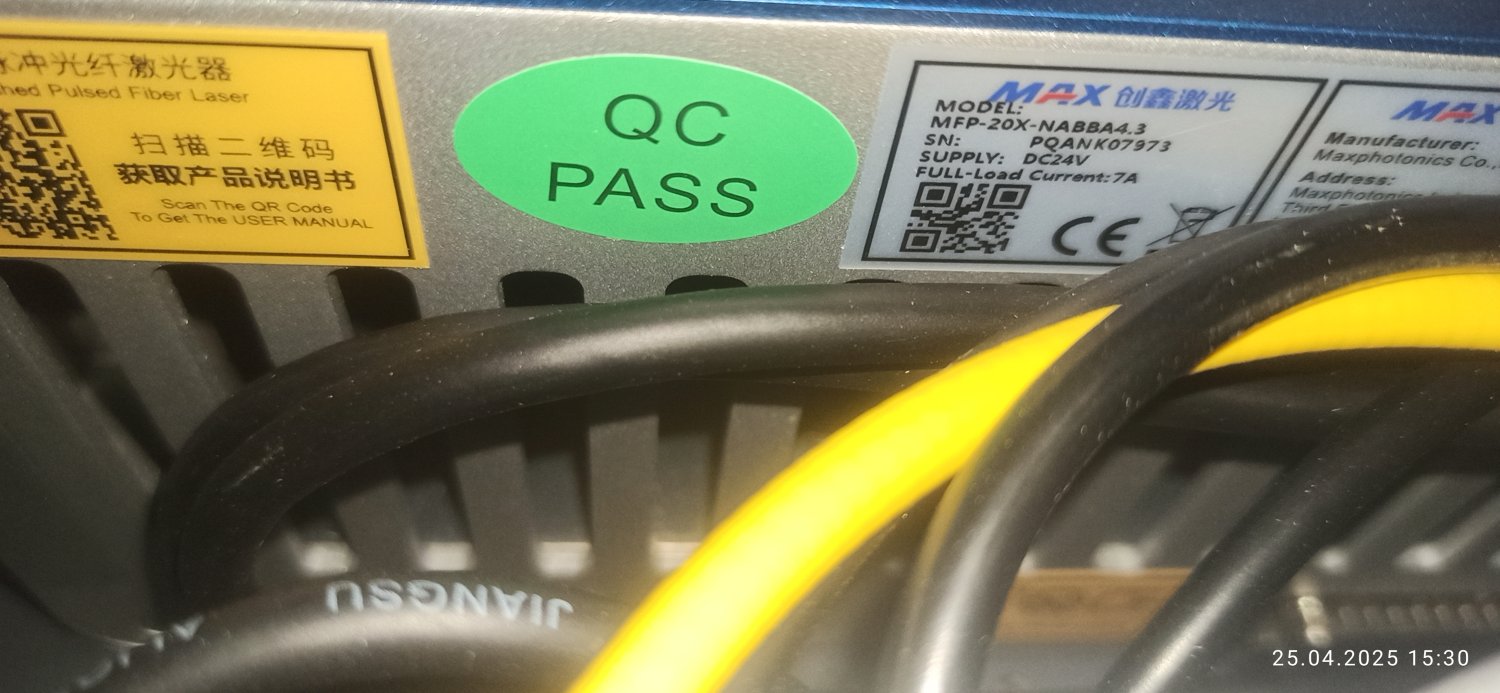 冲光纤激光器
Pulsed Fiber Laser
扫描二维码
获取产品说明书
Scan The QR Code
To Get The USER MANUAL
QC
PASS
MAX 创鑫激光
MODEL:
MFP-20X-NABBA4.3
SN: PQANK07973
SUPPLY: DC24V
FULL-Load Current:7A
CE
MAX
Manufacturer:
Maxphotonics Co.,
Address:
Maxphotonics
Third
JIANGSU
25.04.2025 15:30